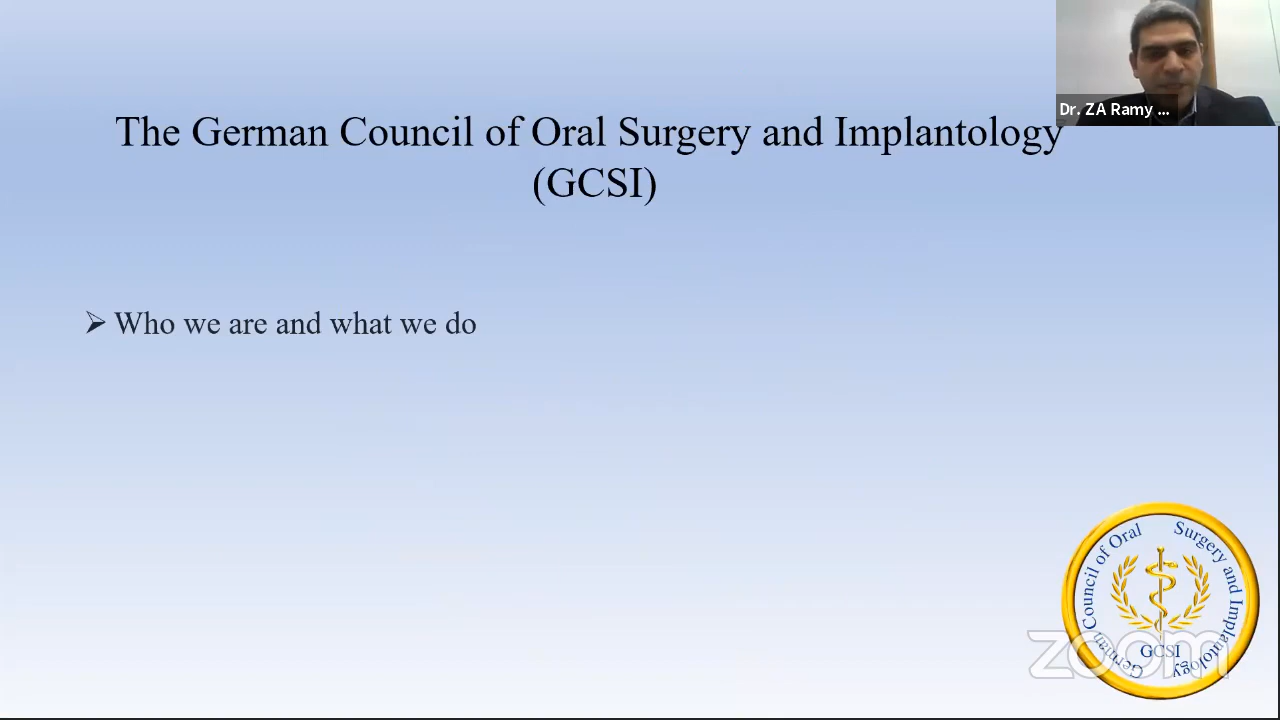 Dr. ZA Ramy ...
The German Council of Oral Surgery and Implantology
(GCSI)
➢ Who we are and what we do
German Council of Oral Surgery and Implantology
GCSI
zoom